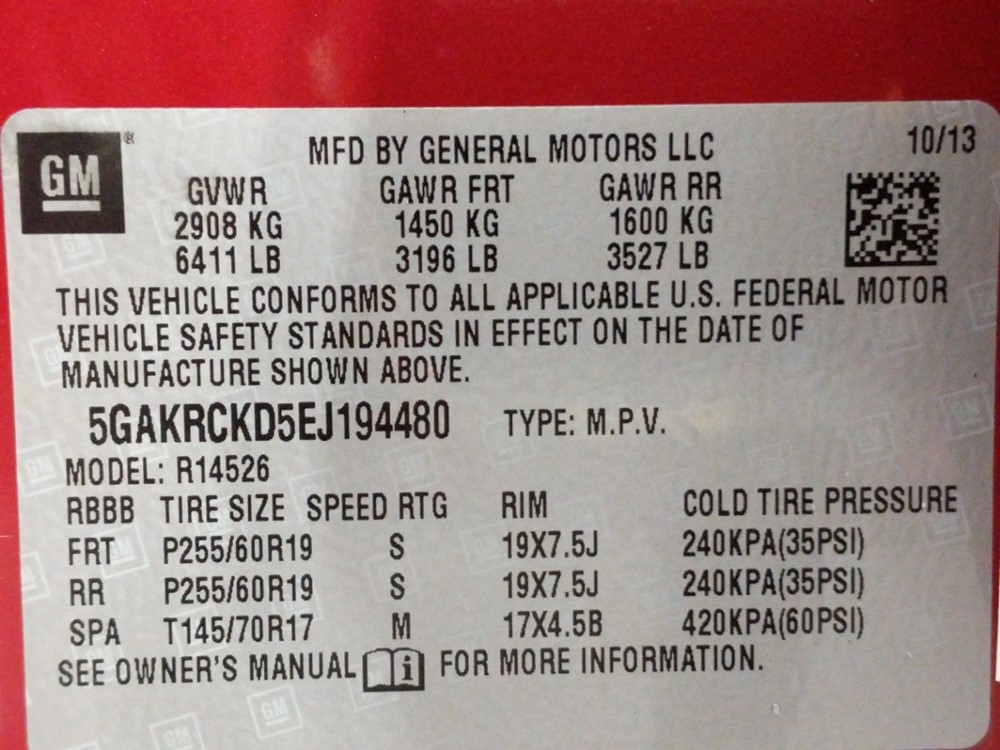 GM®
MFD BY GENERAL MOTORS LLC 10/13
GVWR GAWR FRT GAWR RR
2908 KG 1450 KG 1600 KG
6411 LB 3196 LB 3527 LB
THIS VEHICLE CONFORMS TO ALL APPLICABLE U.S. FEDERAL MOTOR
VEHICLE SAFETY STANDARDS IN EFFECT ON THE DATE OF
MANUFACTURE SHOWN ABOVE.
5GAKRCKD5EJ194480 TYPE: M.P.V.
MODEL: R14526
RBBB TIRE SIZE SPEED RTG RIM COLD TIRE PRESSURE
FRT P255/60R19 S 19X7.5J 240KPA(35PSI)
RR P255/60R19 S 19X7.5J 240KPA(35PSI)
SPA T145/70R17 M 17X4.5B 420KPA(60PSI)
SEE OWNER'S MANUAL i FOR MORE INFORMATION.